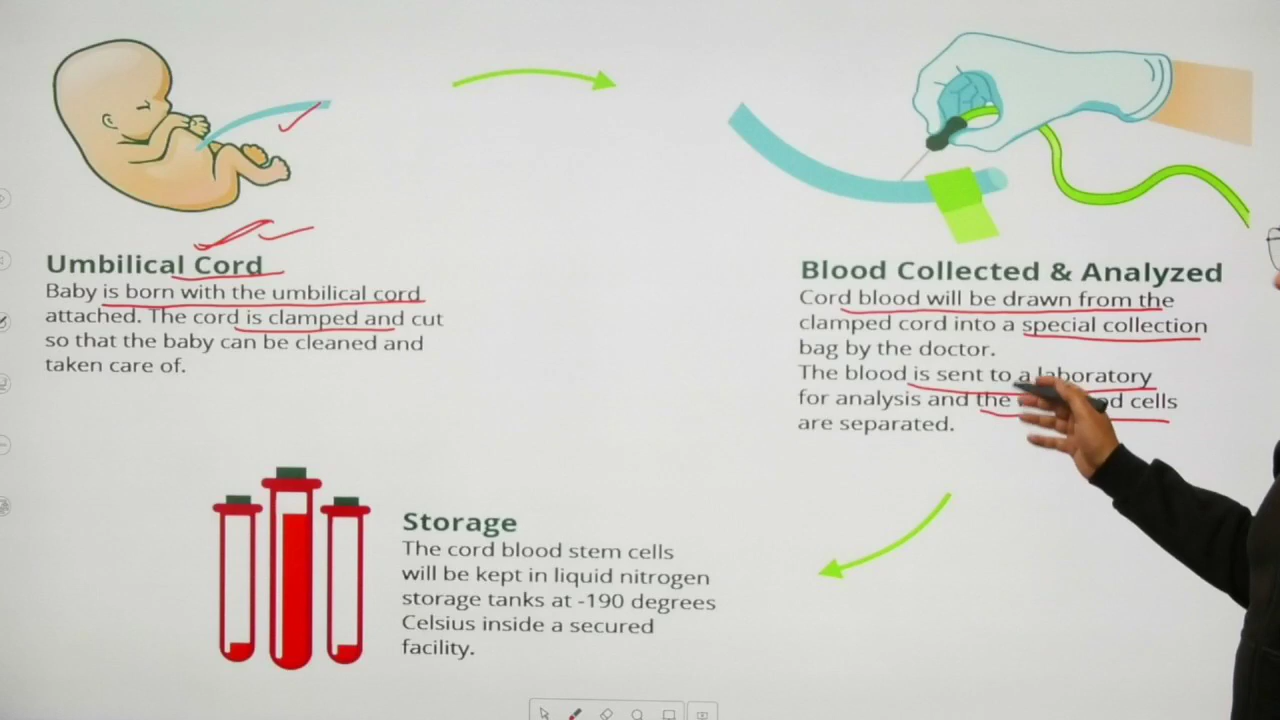 Umbilical Cord
Baby is born with the umbilical cord
attached. The cord is clamped and cut
so that the baby can be cleaned and
taken care of.
Blood Collected & Analyzed
Cord blood will be drawn from the
clamped cord into a special collection
bag by the doctor.
The blood is sent to a laboratory
for analysis and the cells
are separated.
Storage
The cord blood stem cells
will be kept in liquid nitrogen
storage tanks at -190 degrees
Celsius inside a secured
facility.